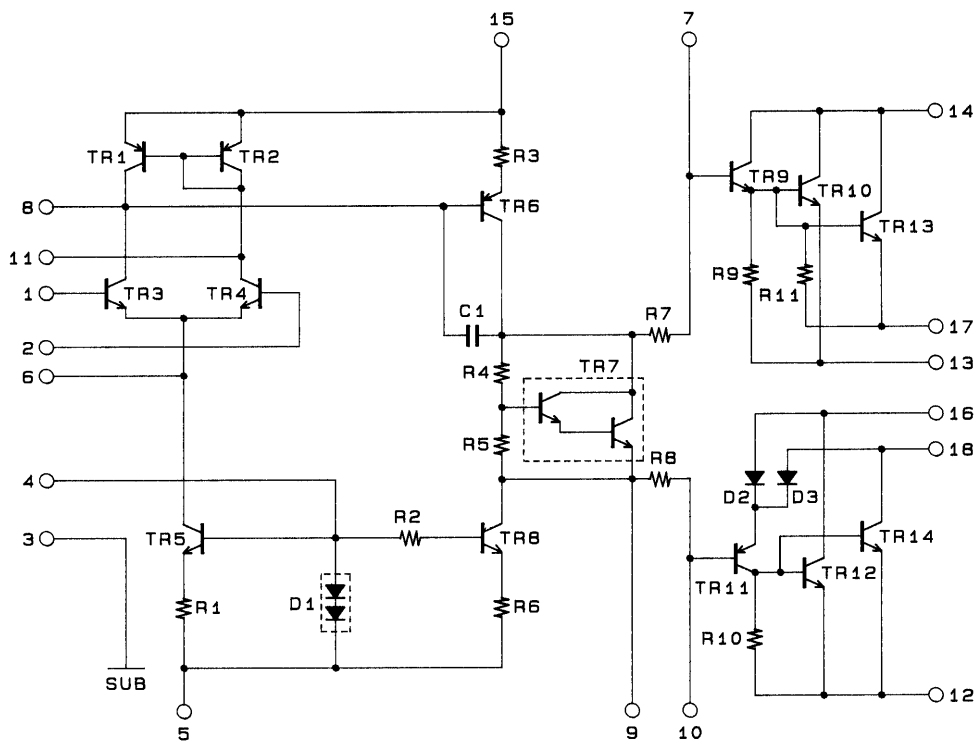 15 7
14
TR1 TR2 R3 TR9 TR10
8 TR6
TR13
11 R9 R11
1 TR3 TR4
C1 R7 17
2
6 R4 TR7 13
16
R5 R8 18
4 D2 D3
R2
3 TR5 TR8 TR14
TR11 TR12
R1 D1 R6
R10
SUB
12
5 9 10